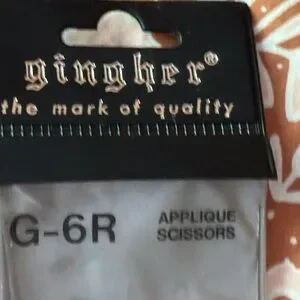 gingher®
the mark of quality
G-6R
APPLIQUE
SCISSORS